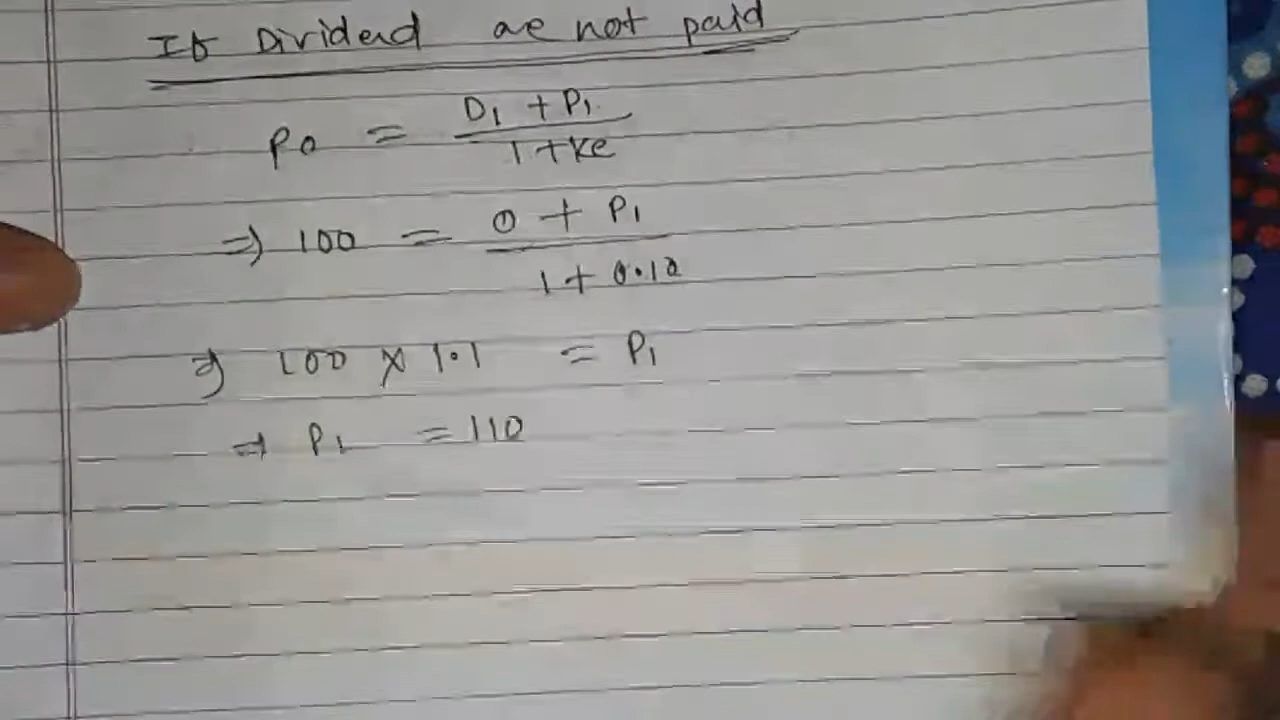 If Dividend are not paid
P0 = D1 + P1 / 1 + Ke
⇒ 100 = 0 + P1 / 1 + 0.10
⇒ 100 × 1.1 = P1
⇒ P1 = 110